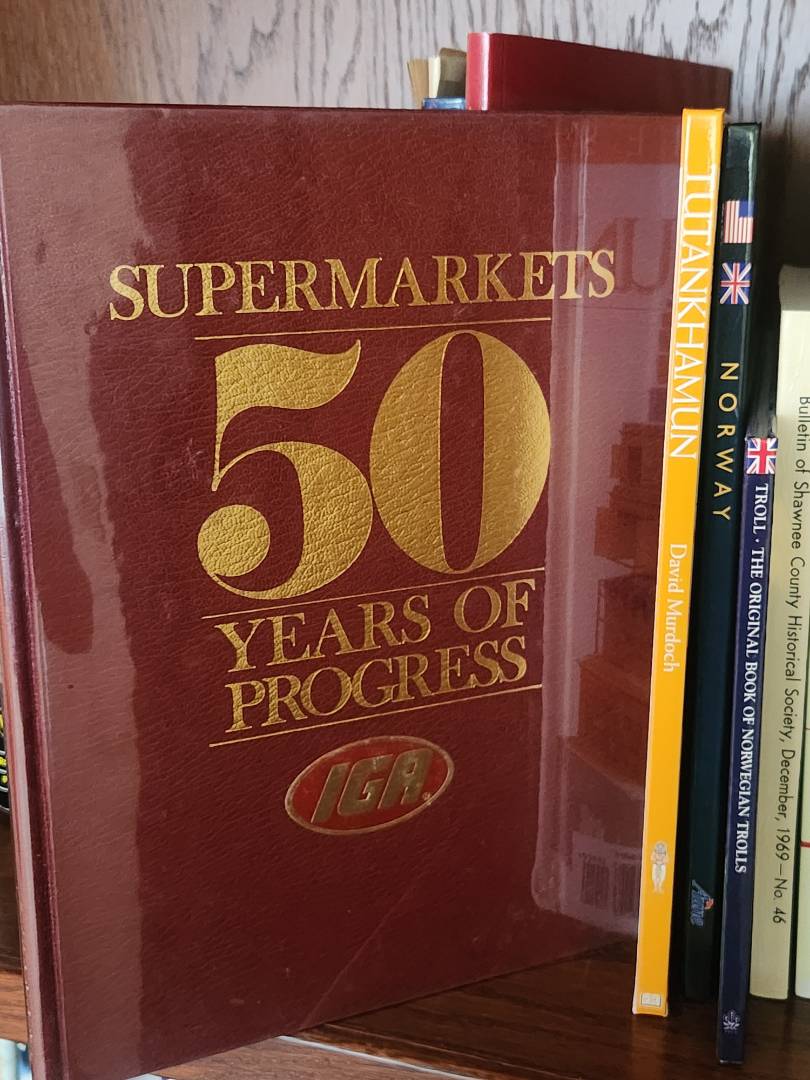 SUPERMARKETS
50
YEARS OF
PROGRESS
IGA
TUTANKHAMUN
David Murdoch
NORWAY
TROLL · THE ORIGINAL BOOK OF NORWEGIAN TROLLS
Bulletin of Shawnee County Historical Society, December, 1969 — No. 46